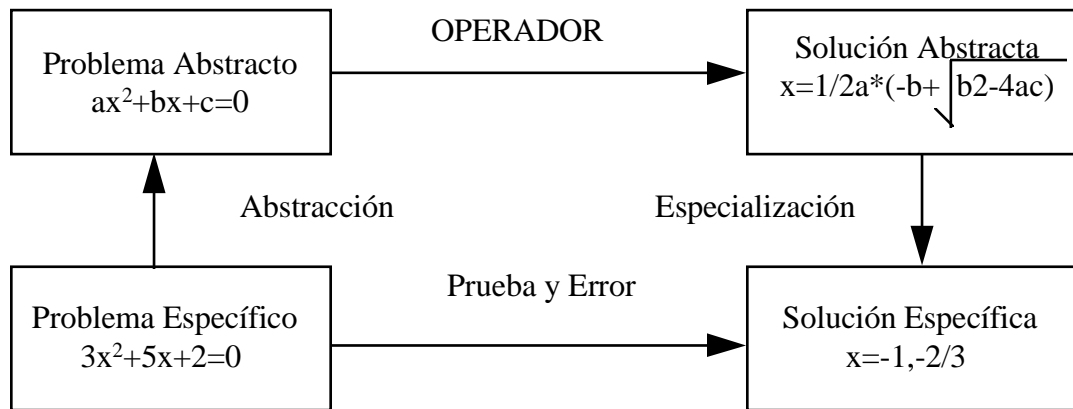 OPERADOR
Problema Abstracto
ax²+bx+c=0
Solución Abstracta
x=1/2a*(-b+√b2-4ac)
Abstracción
Especialización
Prueba y Error
Problema Específico
3x²+5x+2=0
Solución Específica
x=-1,-2/3